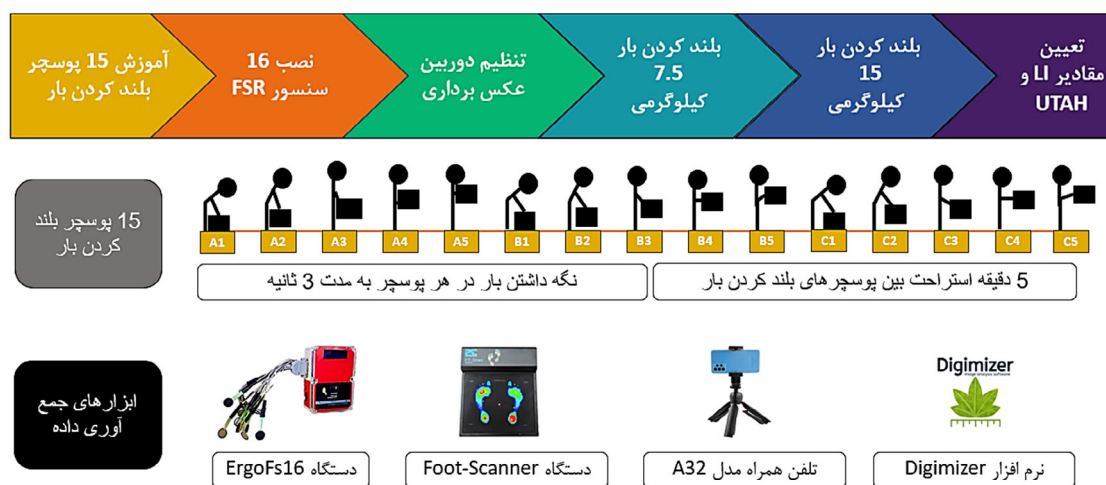 آموزش 15 پوسچر
بلند کردن بار
نصب 16
سنسور FSR
تنظیم دوربین
عکس برداری
بلند کردن بار
7.5
کیلوگرمی
بلند کردن بار
15
کیلوگرمی
تعیین
مقادیر LI و
UTAH
15 پوسچر بلند
کردن بار
A1
A2
A3
A4
A5
B1
B2
B3
B4
B5
C1
C2
C3
C4
C5
نگه داشتن بار در هر پوسچر به مدت 3 ثانیه
5 دقیقه استراحت بین پوسچرهای بلند کردن بار
ابزارهای جمع
آوری داده
Digimizer
image analysis software
دستگاه ErgoFs16
دستگاه Foot-Scanner
تلفن همراه مدل A32
نرم افزار Digimizer